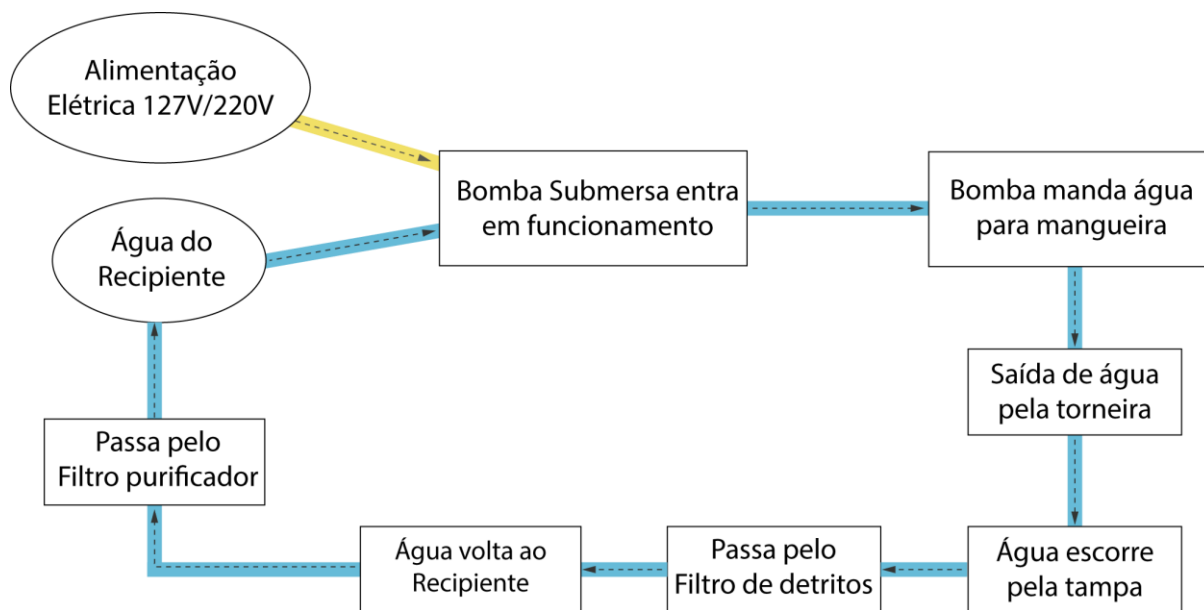 Alimentação
Elétrica 127V/220V
Bomba Submersa entra
em funcionamento
Bomba manda água
para mangueira
Água do
Recipiente
Saída de água
pela torneira
Passa pelo
Filtro purificador
Água volta ao
Recipiente
Passa pelo
Filtro de detritos
Água escorre
pela tampa